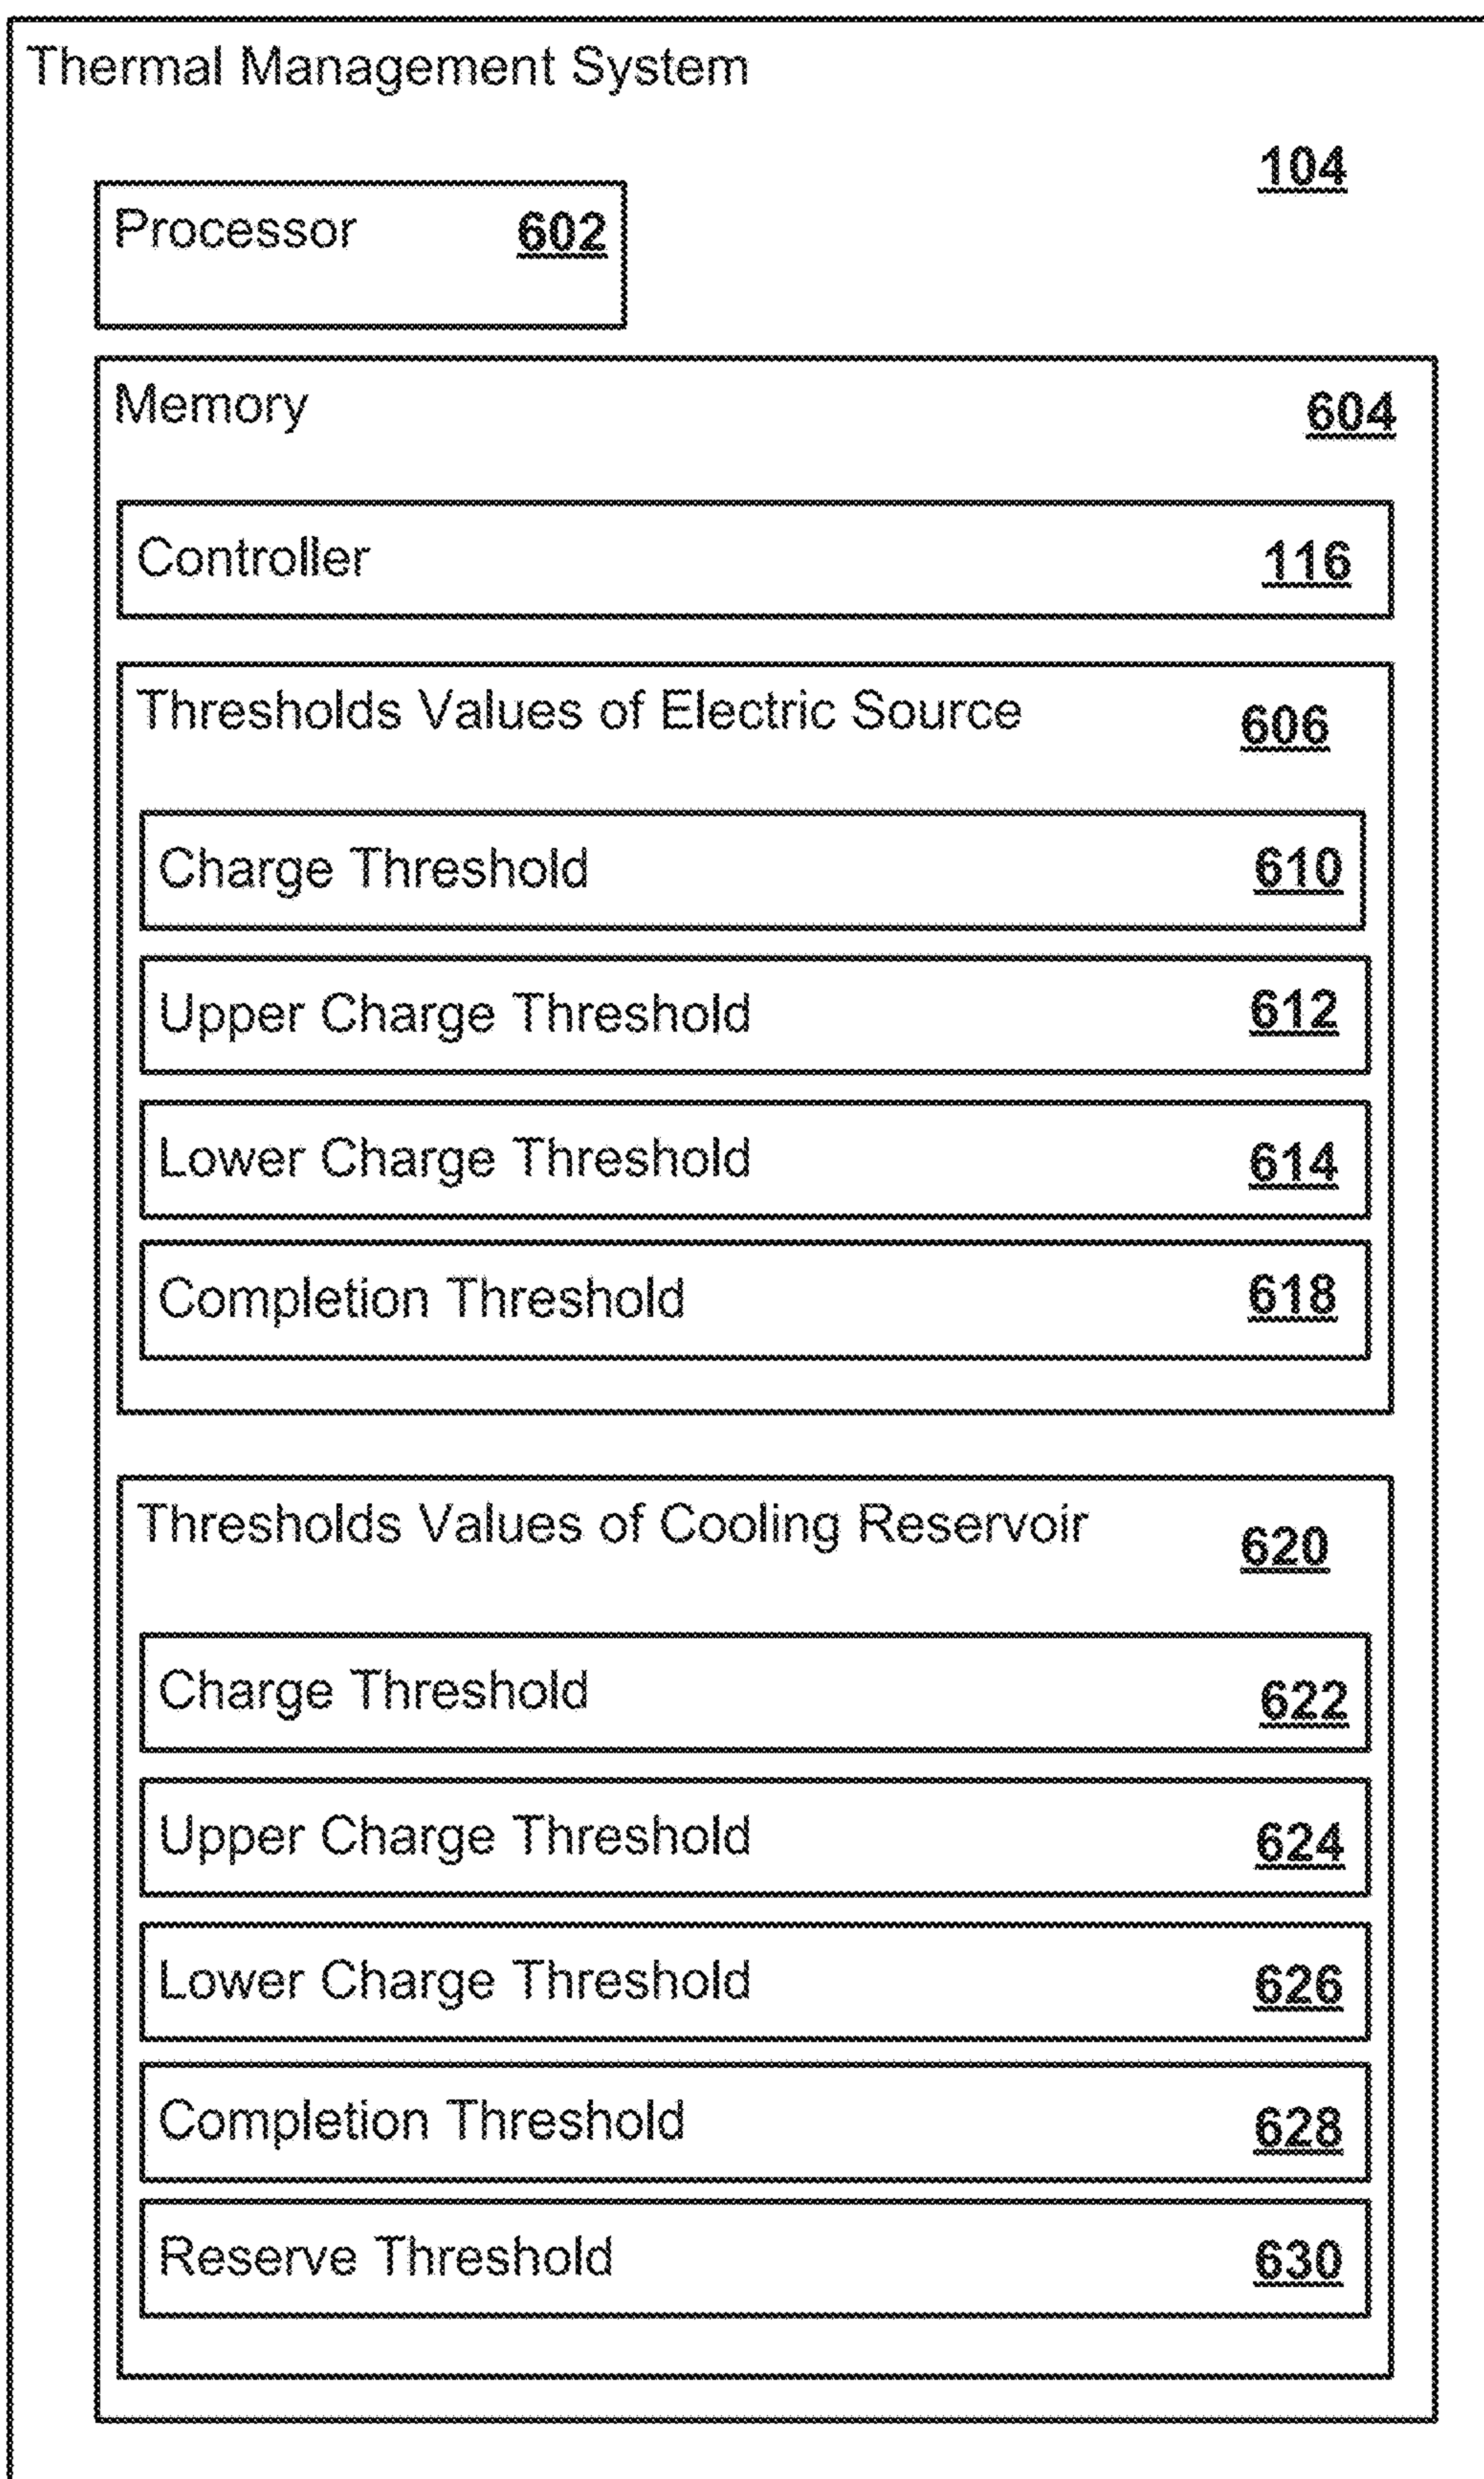 Thermal Management System
104
Processor 602
Memory 604
Controller 116
Thresholds Values of Electric Source 606
Charge Threshold 610
Upper Charge Threshold 612
Lower Charge Threshold 614
Completion Threshold 618
Thresholds Values of Cooling Reservoir 620
Charge Threshold 622
Upper Charge Threshold 624
Lower Charge Threshold 626
Completion Threshold 628
Reserve Threshold 630